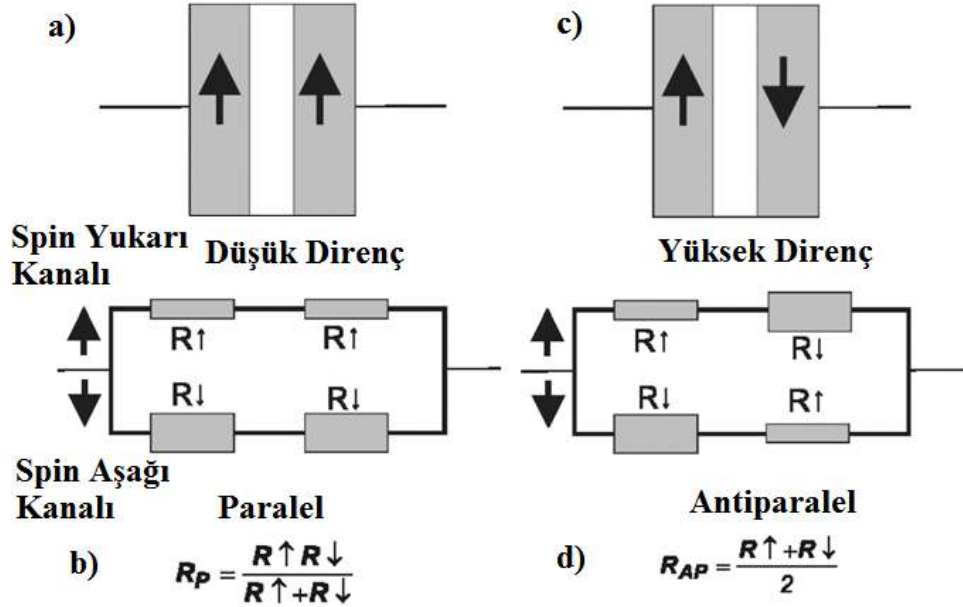 a)
c)
Spin Yukarı
Kanalı
Düşük Direnç
Yüksek Direnç
R↑ R↑
R↓ R↓
R↑ R↓
R↓ R↑
Spin Aşağı
Kanalı
Paralel
Antiparalel
b) R_P = R↑R↓ / R↑+R↓
d) R_AP = R↑+R↓ / 2